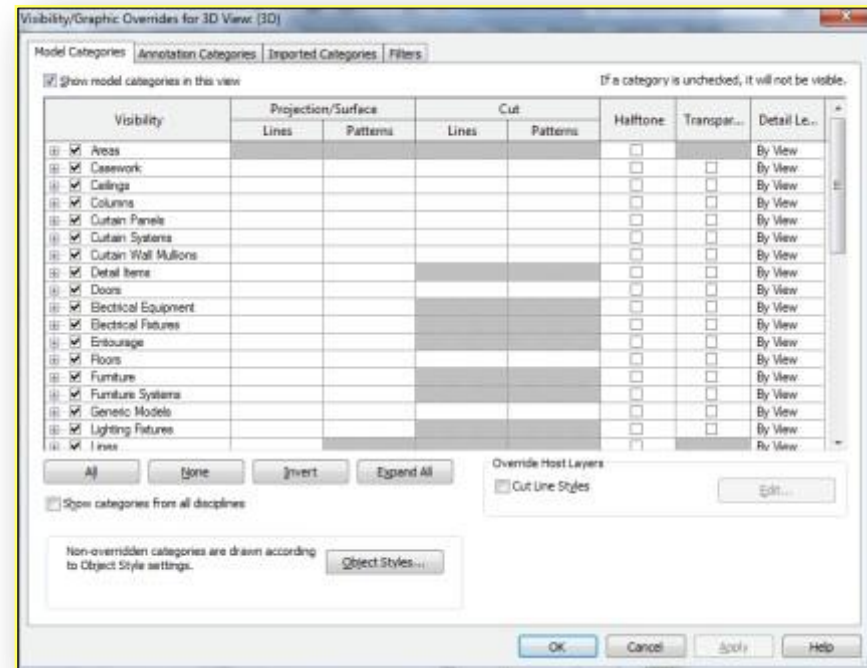 Visibility/Graphic Overrides for 3D View: {3D}
Model Categories Annotation Categories Imported Categories Filters
Show model categories in this view If a category is unchecked, it will not be visible.
Visibility Projection/Surface Cut Halftone Transpar... Detail Le...
Lines Patterns Lines Patterns
Areas By View
Casework By View
Ceilings By View
Columns By View
Curtain Panels By View
Curtain Systems By View
Curtain Wall Mullions By View
Detail Items By View
Doors By View
Electrical Equipment By View
Electrical Fixtures By View
Entourage By View
Floors By View
Furniture By View
Furniture Systems By View
Generic Models By View
Lighting Fixtures By View
Lines By View
All None Invert Expand All
Override Host Layers
Cut Line Styles Edit...
Show categories from all disciplines
Non-overridden categories are drawn according
to Object Style settings.
Object Styles...
OK Cancel Apply Help